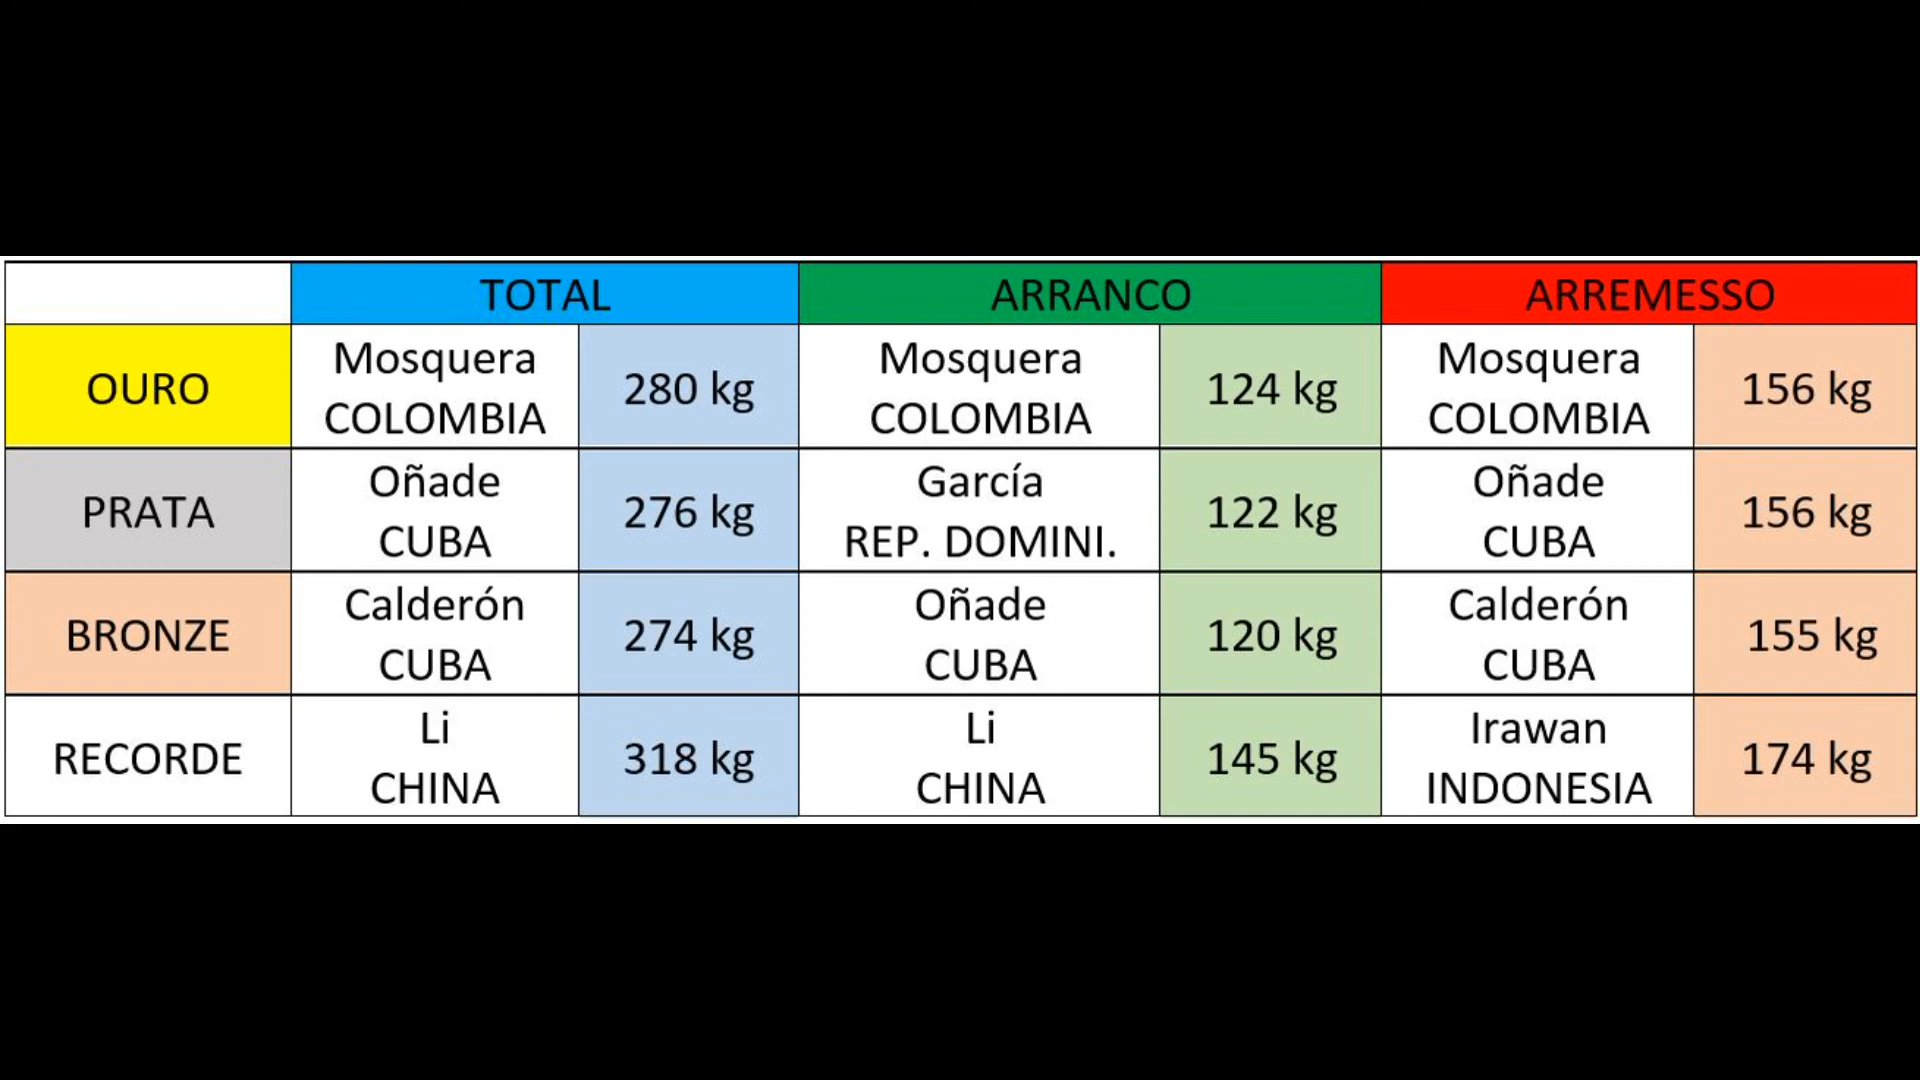 TOTAL ARRANCO ARREMESSO
OURO
Mosquera
COLOMBIA
280 kg
Mosquera
COLOMBIA
124 kg
Mosquera
COLOMBIA
156 kg
PRATA
Oñade
CUBA
276 kg
García
REP. DOMINI.
122 kg
Oñade
CUBA
156 kg
BRONZE
Calderón
CUBA
274 kg
Oñade
CUBA
120 kg
Calderón
CUBA
155 kg
RECORDE
Li
CHINA
318 kg
Li
CHINA
145 kg
Irawan
INDONESIA
174 kg